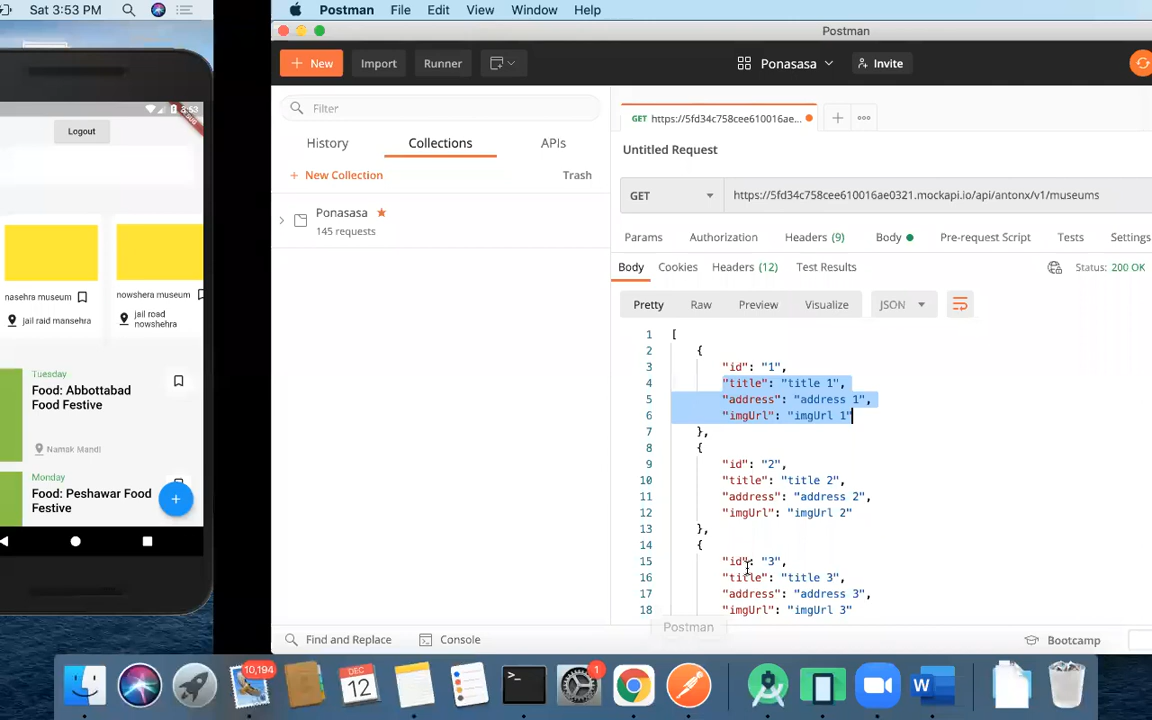 Sat 3:53 PM
Postman File Edit View Window Help
Postman
New Import Runner Ponasasa Invite
Filter
History Collections APIs
New Collection Trash
Ponasasa
145 requests
GET https://5fd34c758cee610016ae...
Untitled Request
GET https://5fd34c758cee610016ae0321.mockapi.io/api/antonx/v1/museums
Params Authorization Headers (9) Body Pre-request Script Tests Settings
Body Cookies Headers (12) Test Results Status: 200 OK
Pretty Raw Preview Visualize JSON
1 [
2 {
3 "id": "1",
4 "title": "title 1",
5 "address": "address 1",
6 "imgUrl": "imgUrl 1"
7 },
8 {
9 "id": "2",
10 "title": "title 2",
11 "address": "address 2",
12 "imgUrl": "imgUrl 2"
13 },
14 {
15 "id": "3",
16 "title": "title 3",
17 "address": "address 3",
18 "imgUrl": "imgUrl 3"
Postman
Find and Replace Console Bootcamp
3:53
Logout
nasehra museum
jail raid mansehra
nowshera museum
jail road
nowshehra
Tuesday
Food: Abbottabad
Food Festive
Namak Mandi
Monday
Food: Peshawar Food
Festive
10,194
DEC
12
1
W